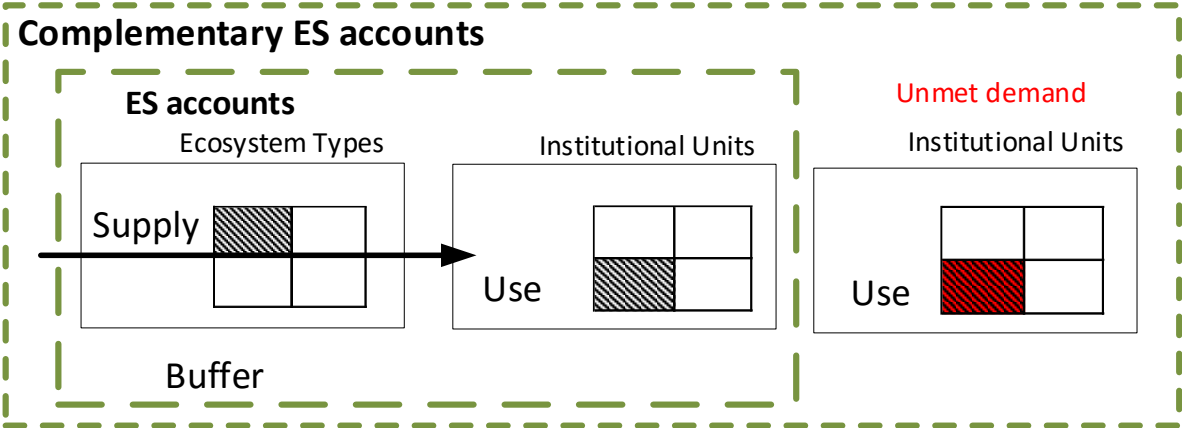 Complementary ES accounts
ES accounts
Unmet demand
Ecosystem Types
Institutional Units
Institutional Units
Supply
Use
Use
Buffer